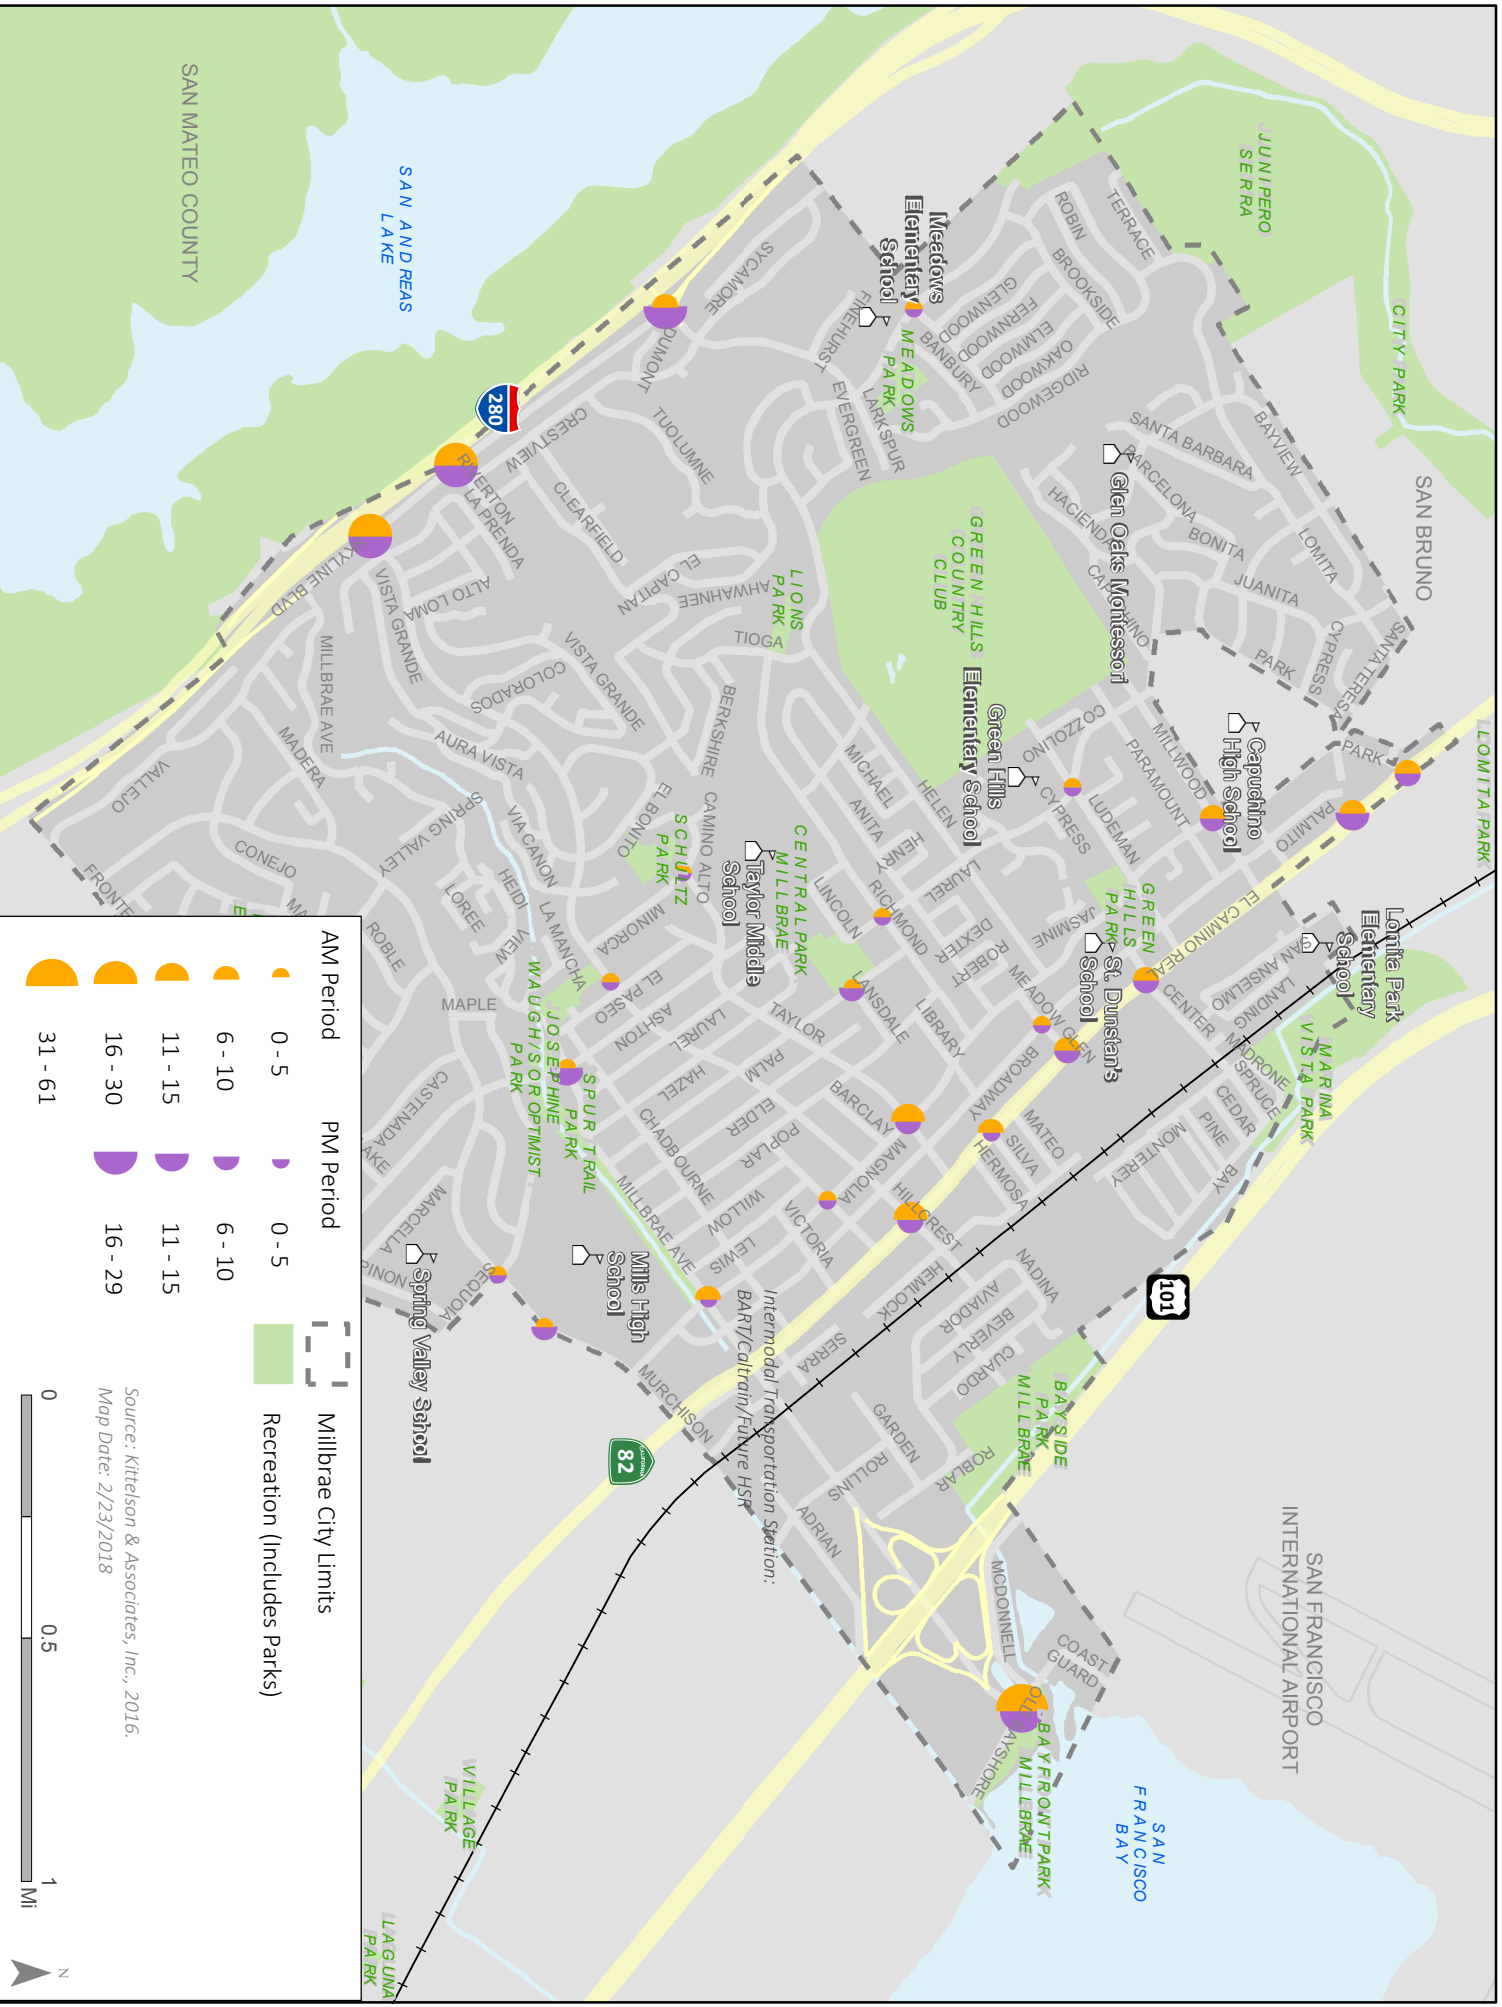 SAN MATEO COUNTY
SAN ANDREAS
LAKE
JUNIPERO
SERRA
CITY PARK
SAN BRUNO
LLOMITA PARK
280
101
82
CALIFORNIA
TERRACE
ROBIN
BROOKSIDE
GLENWOOD
FERNWOOD
ELMWOOD
OAKWOOD
RIDGEWOOD
BANBURY
SYCAMORE
Meadows
Elementary
School
MEADOWS
PARK
PINEHURST
LARKSPUR
EVERGREEN
DUMONT
TUOLUMNE
CRESTVIEW
CLEARFIELD
RIVERTON
LA PRENDA
SKYLINE BLVD
VISTA GRANDE
ALTO LOMA
EL CAPITAN
AHWAHNEE
LIONS
PARK
TIOGA
VISTA GRANDE
COLORADOS
MILLBRAE AVE
MADERA
VALLEJO
AURA VISTA
BERKSHIRE
SANTA BARBARA
BAYVIEW
BARCELONA
Glen Oaks Montessori
HACIENDA
BONITA
LOMITA
JUANITA
CAPUCHINO
PARK
CYPRESS
SANTA TERESA
GREEN HILLS
COUNTRY
CLUB
Green Hills
Elementary School
COZZOLINO
MILLWOOD
PARAMOUNT
Capuchino
High School
PARK
PALMITO
CYPRESS
LUDEMAN
MICHAEL
ANITA
HELEN
HENRY
LAUREL
EL CAMINO REAL
GREEN
HILLS
PARK
JASMINE
St. Dunstan's
School
Lomita Park
Elementary
School
SAN ANSELMO
LANDING
CENTER
MADRONE
SPRUCE
CEDAR
PINE
MONTEREY
BAY
MARINA
VISTA PARK
EL BONITO
CAMINO ALTO
SCHULTZ
PARK
Taylor Middle
School
CENTRAL PARK
MILLBRAE
LINCOLN
RICHMOND
DEXTER
ROBERT
MEADOW GLEN
LANSDALE
LIBRARY
BROADWAY
MATEO
SILVA
HERMOSA
SPRING VALLEY
VIA CANON
HEIDI
LOREE
VIEW
LA MANCHA
MINORCA
CONEJO
FRONTE
MA
ROBLE
EL PASEO
ASHTON
LAUREL
TAYLOR
HAZEL
PALM
ELDER
POPLAR
BARCLAY
MAGNOLIA
HILLCREST
MAPLE
WAUGH/SOROPTIMIST
PARK
JOSEPHINE
SPUR TRAIL
PARK
CHADBOURNE
MILLBRAE AVE
WILLOW
LEWIS
VICTORIA
HEMLOCK
CASTENADA
LAKE
MARCELLA
PINON
SEQUOIA
Spring Valley School
Mills High
School
MURCHISON
Intermodal Transportation Station:
BART/Caltrain/Future HSR
SERRA
NADINA
AVIADOR
BEVERLY
CUARDO
GARDEN
ROLLINS
ROBLAR
ADRIAN
BAYSIDE
PARK
MILLBRAE
MCDONNELL
COAST
GUARD
OLD BAYSHORE
BAYFRONT PARK
MILLBRAE
SAN FRANCISCO
INTERNATIONAL AIRPORT
SAN
FRANCISCO
BAY
VILLAGE
PARK
LAGUNA
PARK
AM Period
0 - 5
6 - 10
11 - 15
16 - 30
31 - 61
PM Period
0 - 5
6 - 10
11 - 15
16 - 29
Millbrae City Limits
Recreation (Includes Parks)
Source: Kittelson & Associates, Inc., 2016.
Map Date: 2/23/2018
0 0.5 1
Mi
N